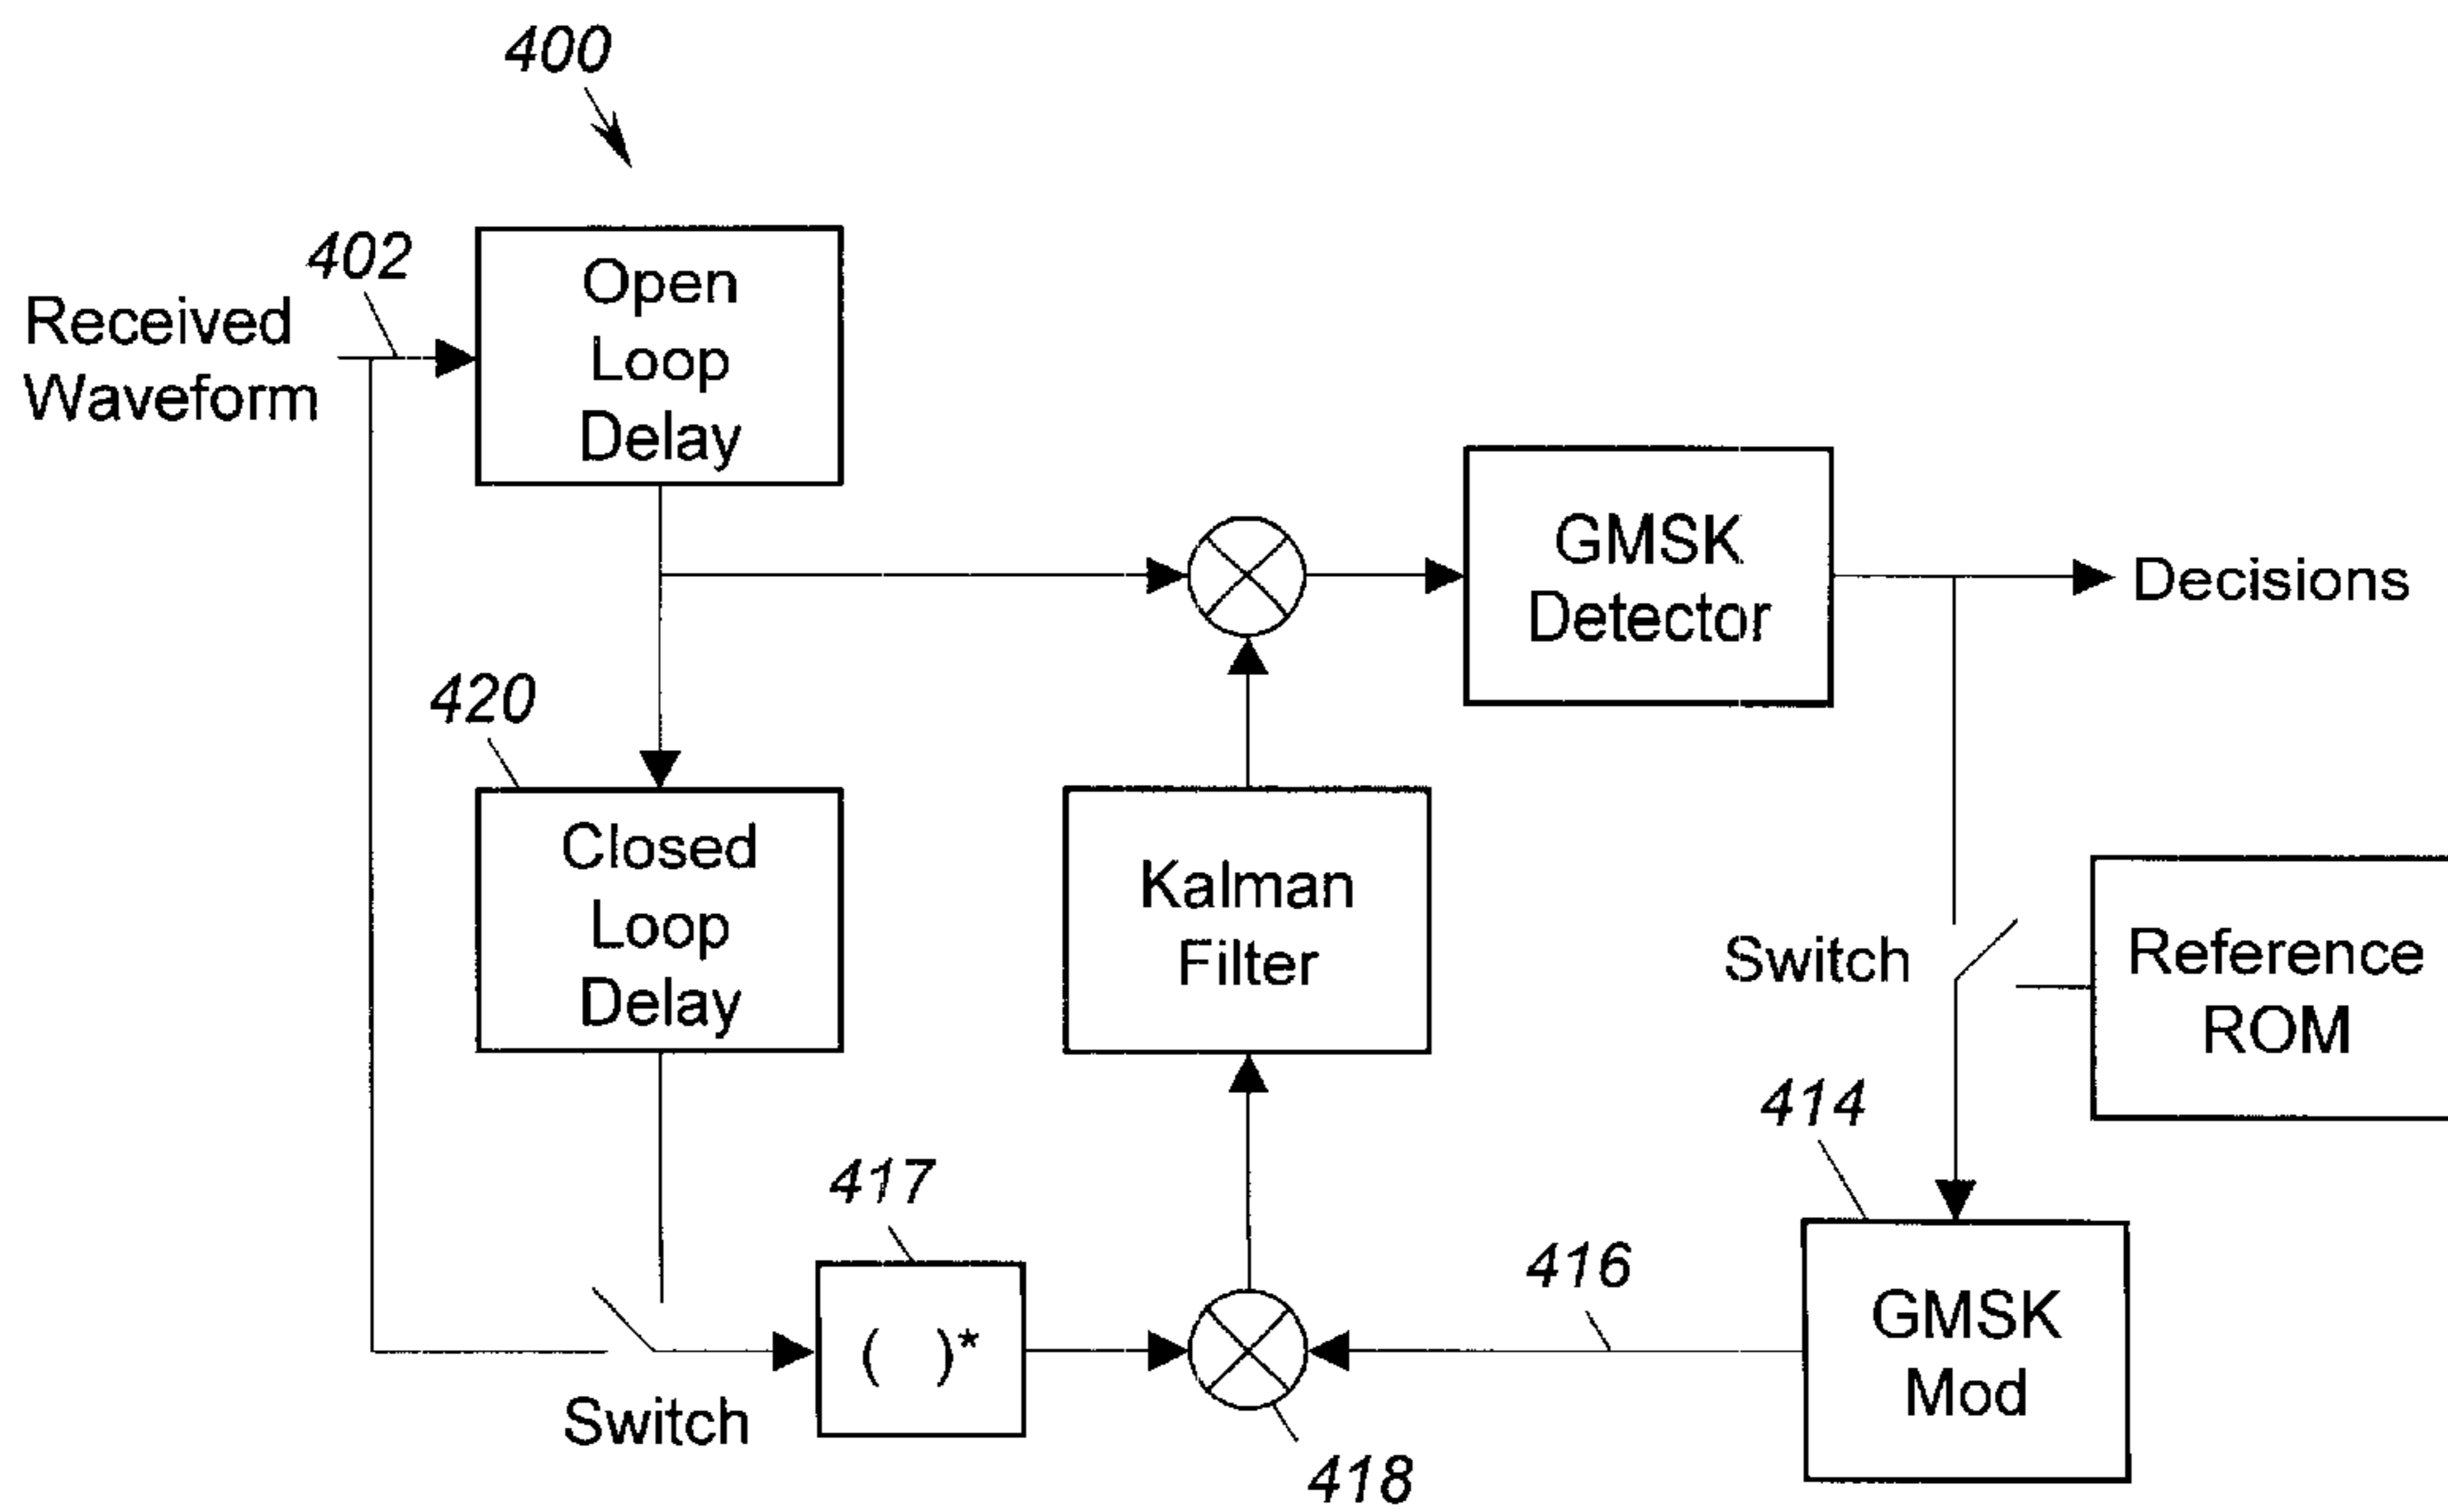 400
402
Received
Waveform
Open
Loop
Delay
GMSK
Detector
Decisions
420
Closed
Loop
Delay
Kalman
Filter
Switch
Reference
ROM
414
417
416
( )*
GMSK
Mod
Switch
418